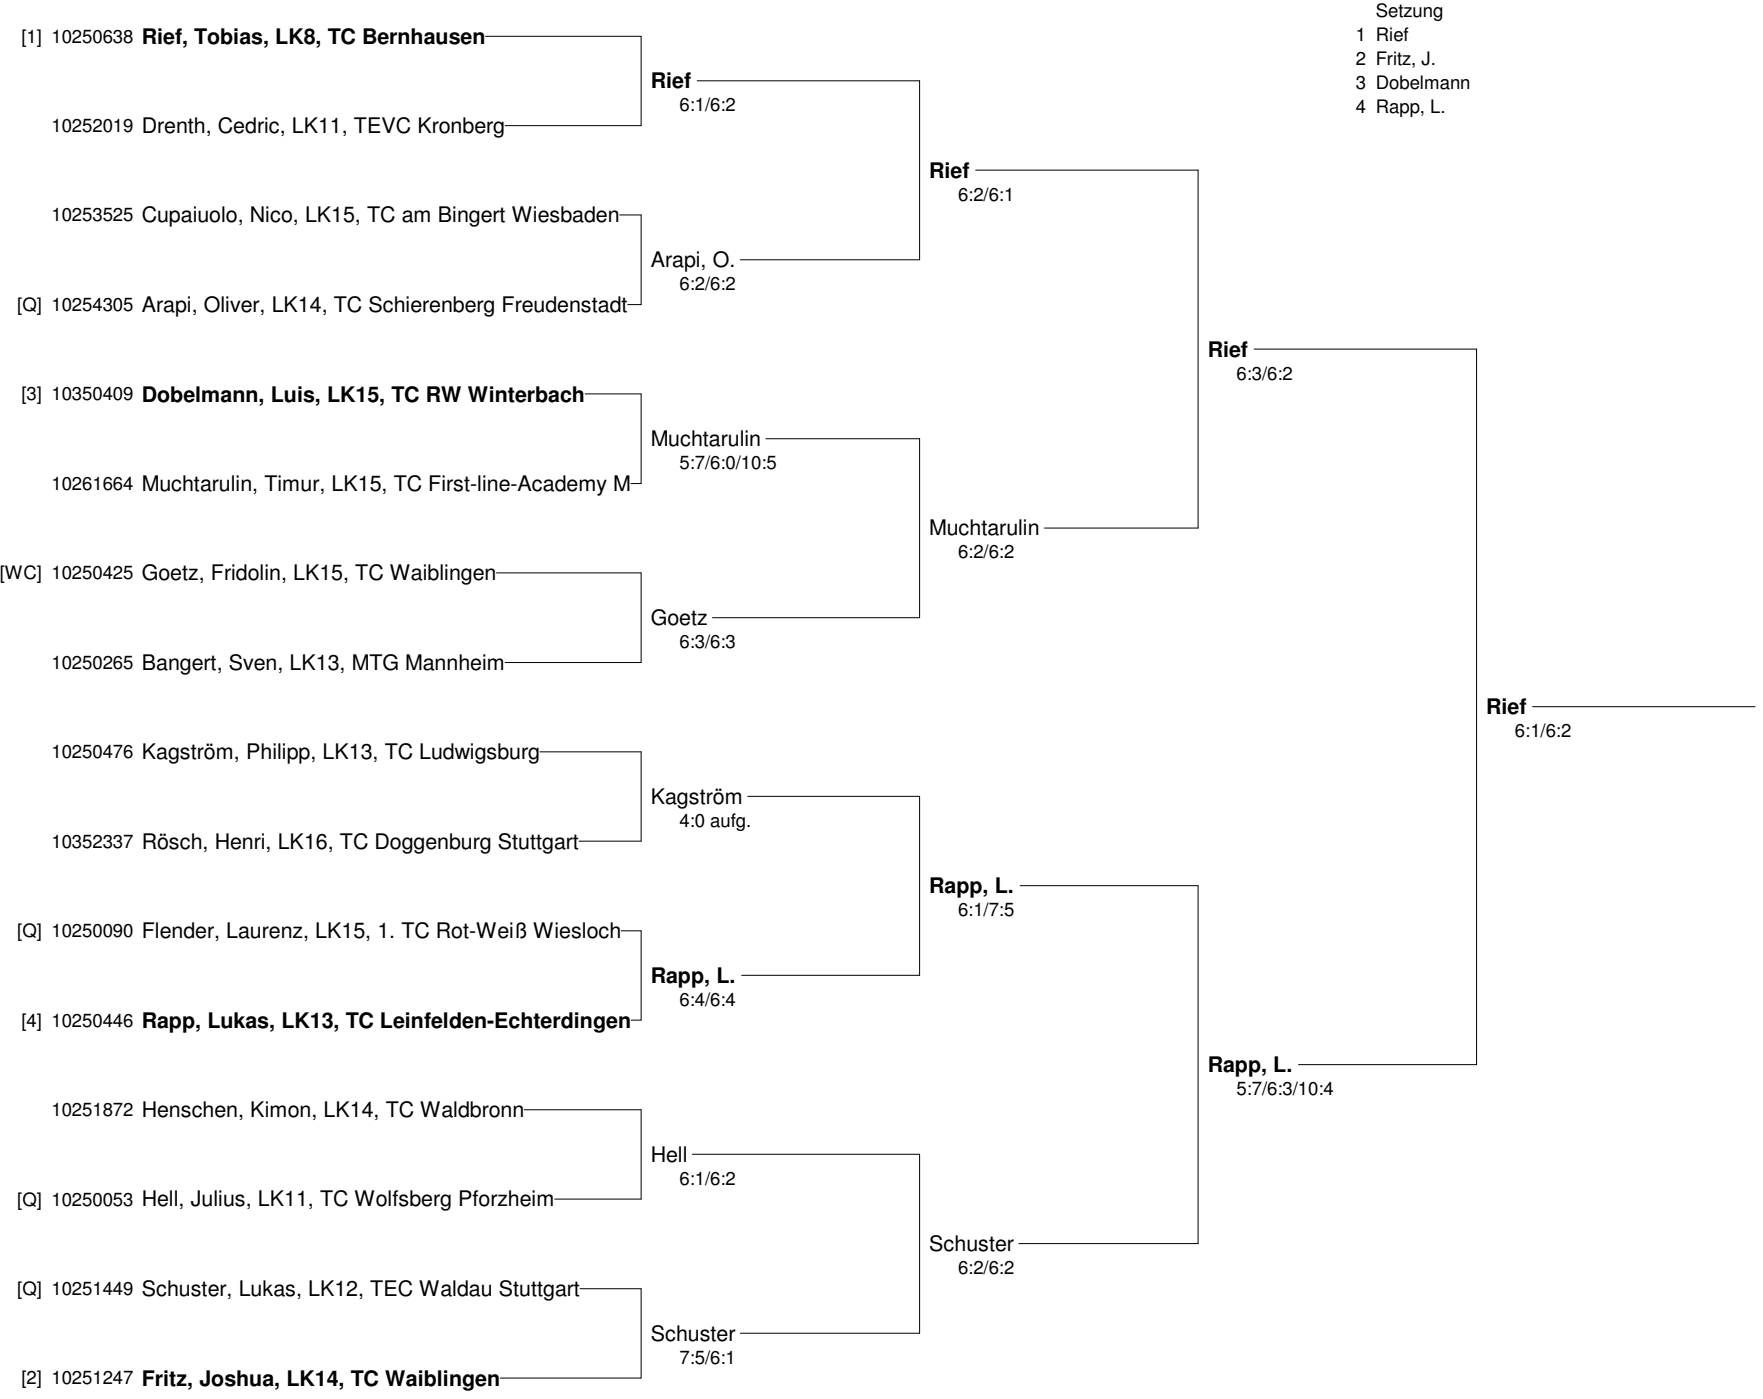 Setzung
1 Rief
2 Fritz, J.
3 Dobelmann
4 Rapp, L.
[1] 10250638 Rief, Tobias, LK8, TC Bernhausen
Rief
6:1/6:2
10252019 Drenth, Cedric, LK11, TEVC Kronberg
Rief
6:2/6:1
10253525 Cupaiuolo, Nico, LK15, TC am Bingert Wiesbaden
Arapi, O.
6:2/6:2
[Q] 10254305 Arapi, Oliver, LK14, TC Schierenberg Freudenstadt
Rief
6:3/6:2
[3] 10350409 Dobelmann, Luis, LK15, TC RW Winterbach
Muchtarulin
5:7/6:0/10:5
10261664 Muchtarulin, Timur, LK15, TC First-line-Academy M
Muchtarulin
6:2/6:2
[WC] 10250425 Goetz, Fridolin, LK15, TC Waiblingen
Goetz
6:3/6:3
10250265 Bangert, Sven, LK13, MTG Mannheim
Rief
6:1/6:2
10250476 Kagström, Philipp, LK13, TC Ludwigsburg
Kagström
4:0 aufg.
10352337 Rösch, Henri, LK16, TC Doggenburg Stuttgart
Rapp, L.
6:1/7:5
[Q] 10250090 Flender, Laurenz, LK15, 1. TC Rot-Weiß Wiesloch
Rapp, L.
6:4/6:4
[4] 10250446 Rapp, Lukas, LK13, TC Leinfelden-Echterdingen
Rapp, L.
5:7/6:3/10:4
10251872 Henschen, Kimon, LK14, TC Waldbronn
Hell
6:1/6:2
[Q] 10250053 Hell, Julius, LK11, TC Wolfsberg Pforzheim
Schuster
6:2/6:2
[Q] 10251449 Schuster, Lukas, LK12, TEC Waldau Stuttgart
Schuster
7:5/6:1
[2] 10251247 Fritz, Joshua, LK14, TC Waiblingen